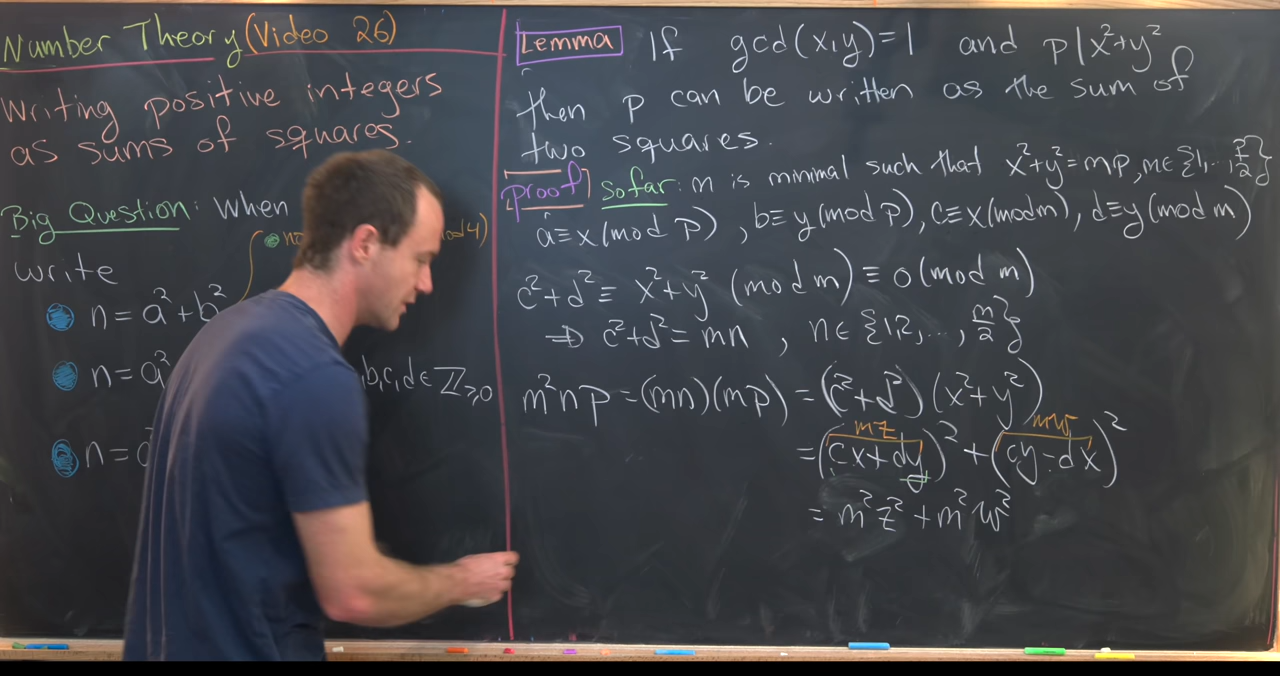 Number Theory (Video 26)
Writing positive integers
as sums of squares.
Big Question: When
mod 4)
write
n = a² + b²
n = a²
b, c, d ∈ ℤ≥0
n =
Lemma If gcd(x,y)=1 and p | x²+y²
then p can be written as the sum of
two squares.
Proof So far: m is minimal such that x²+y²=mp, m∈{1,..,p/2}
a≡x(mod p), b≡y(mod p), c≡x(mod m), d≡y(mod m)
c²+d² ≡ x²+y² (mod m) ≡ 0(mod m)
⇒ c²+d² = mn, n∈{1,2,...,m/2}
m²np = (mn)(mp) = (c²+d²)(x²+y²)
mz mw
= (cx+dy)² + (cy-dx)²
= m²z² + m²w²